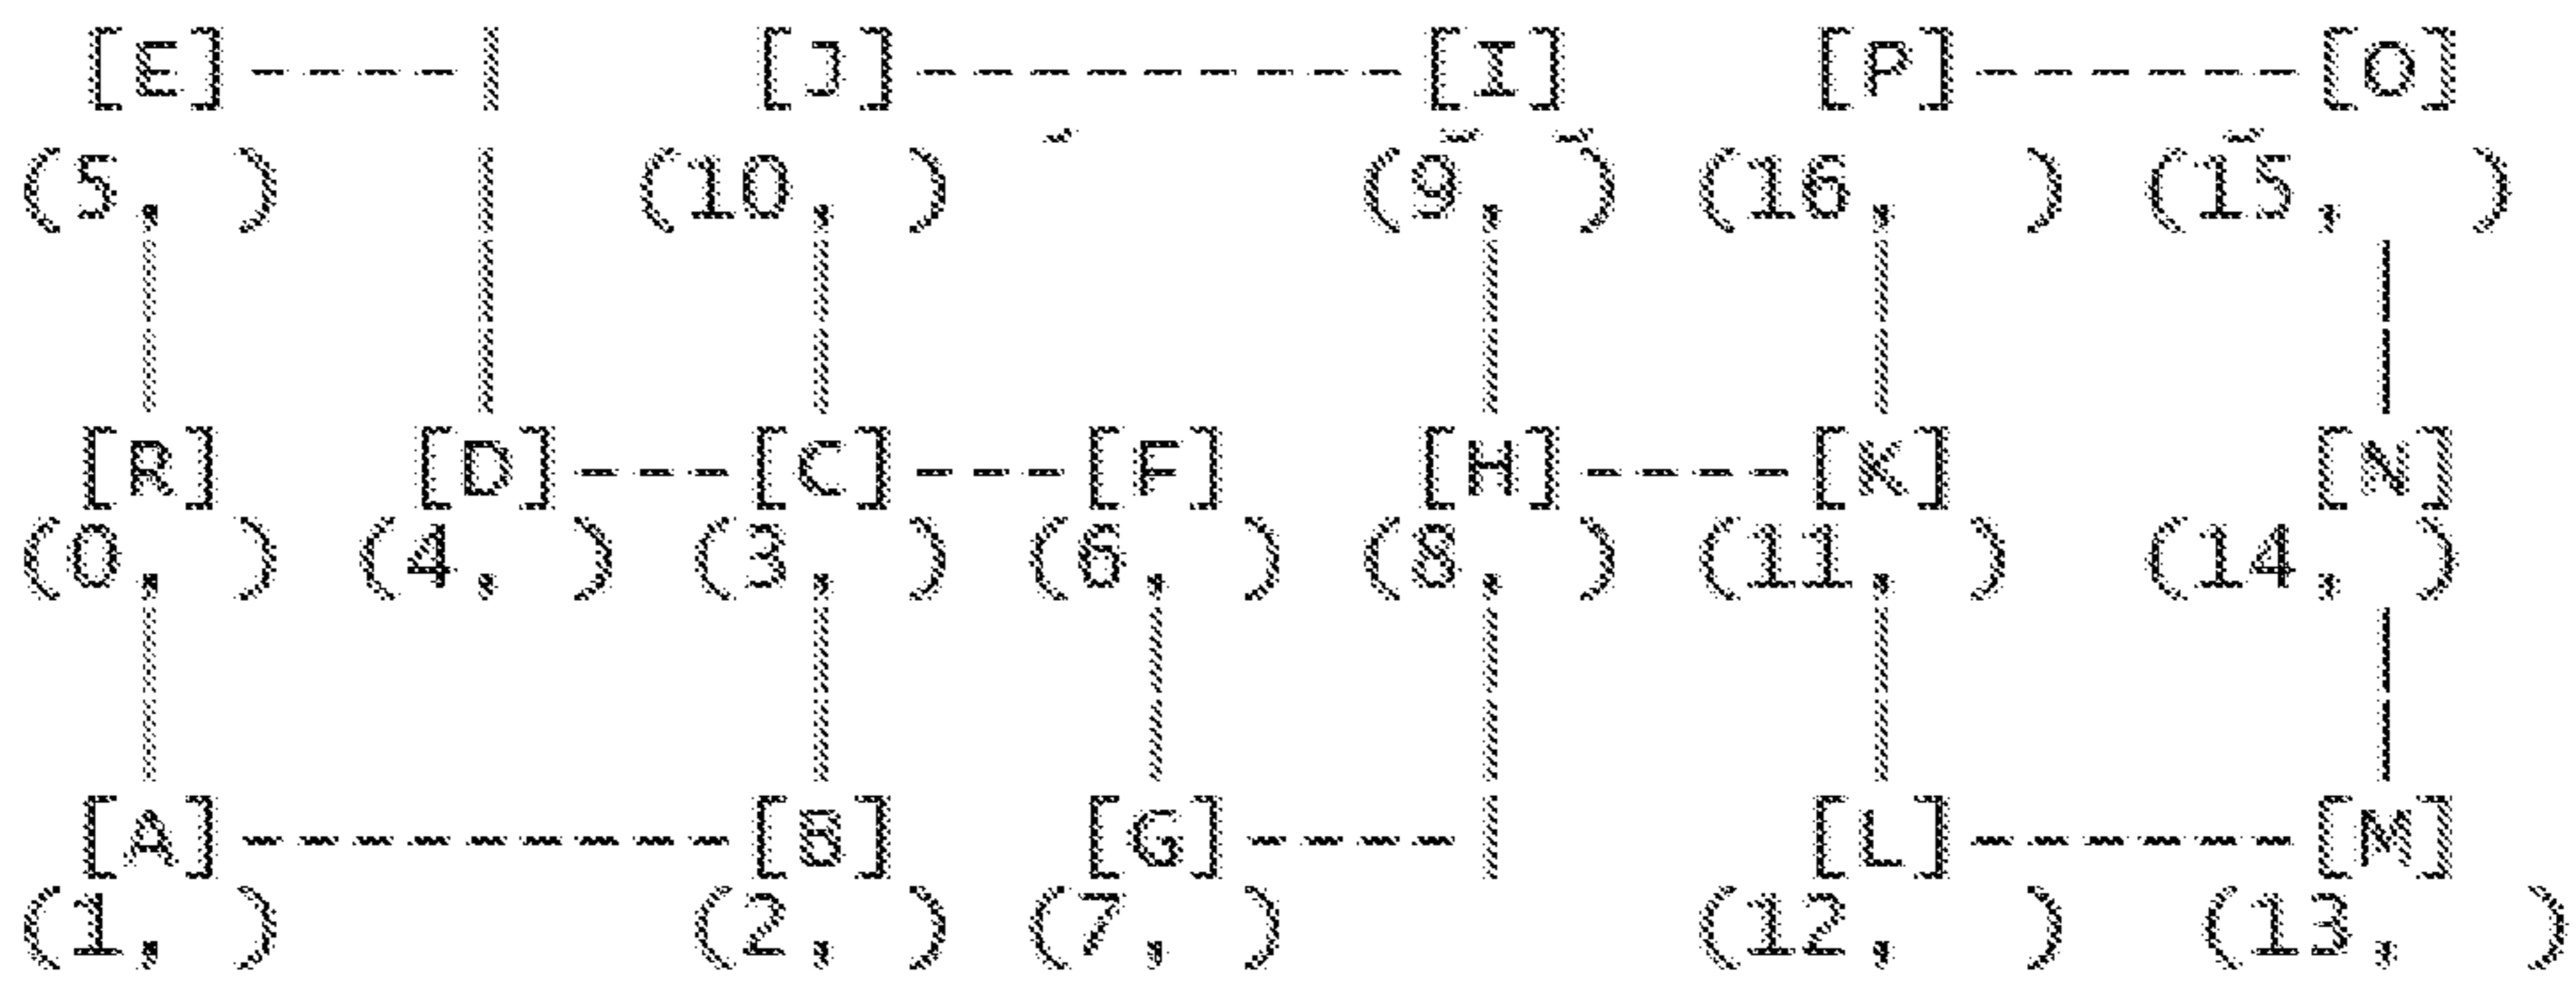 [E]----| [J]---------[I] [P]------[O]
(5, ) | (10, ) (9, ) (16, ) (15, )
| | | | | |
[R] [D]---[C]---[F] [H]----[K] [N]
(0, ) (4, ) (3, ) (6, ) (8, ) (11, ) (14, )
| | | | | |
[A]---------[B] [G]----| [L]------[M]
(1, ) (2, ) (7, ) (12, ) (13, )